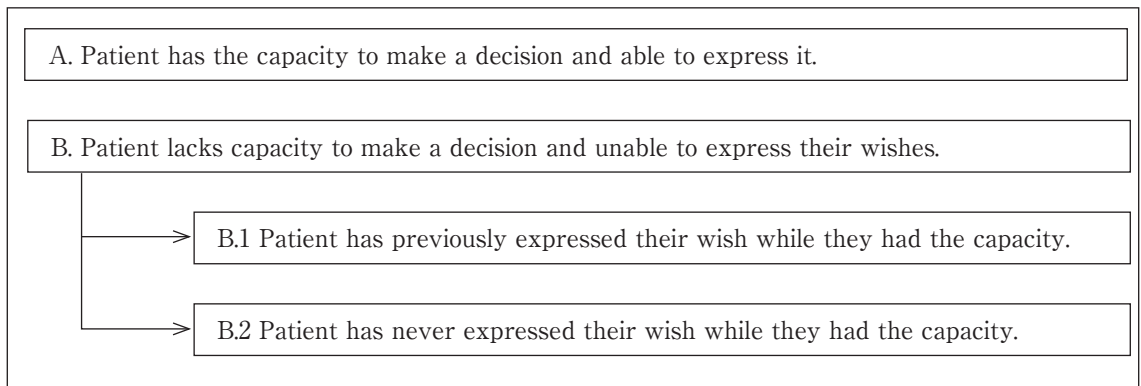 A. Patient has the capacity to make a decision and able to express it.
B. Patient lacks capacity to make a decision and unable to express their wishes.
B.1 Patient has previously expressed their wish while they had the capacity.
B.2 Patient has never expressed their wish while they had the capacity.